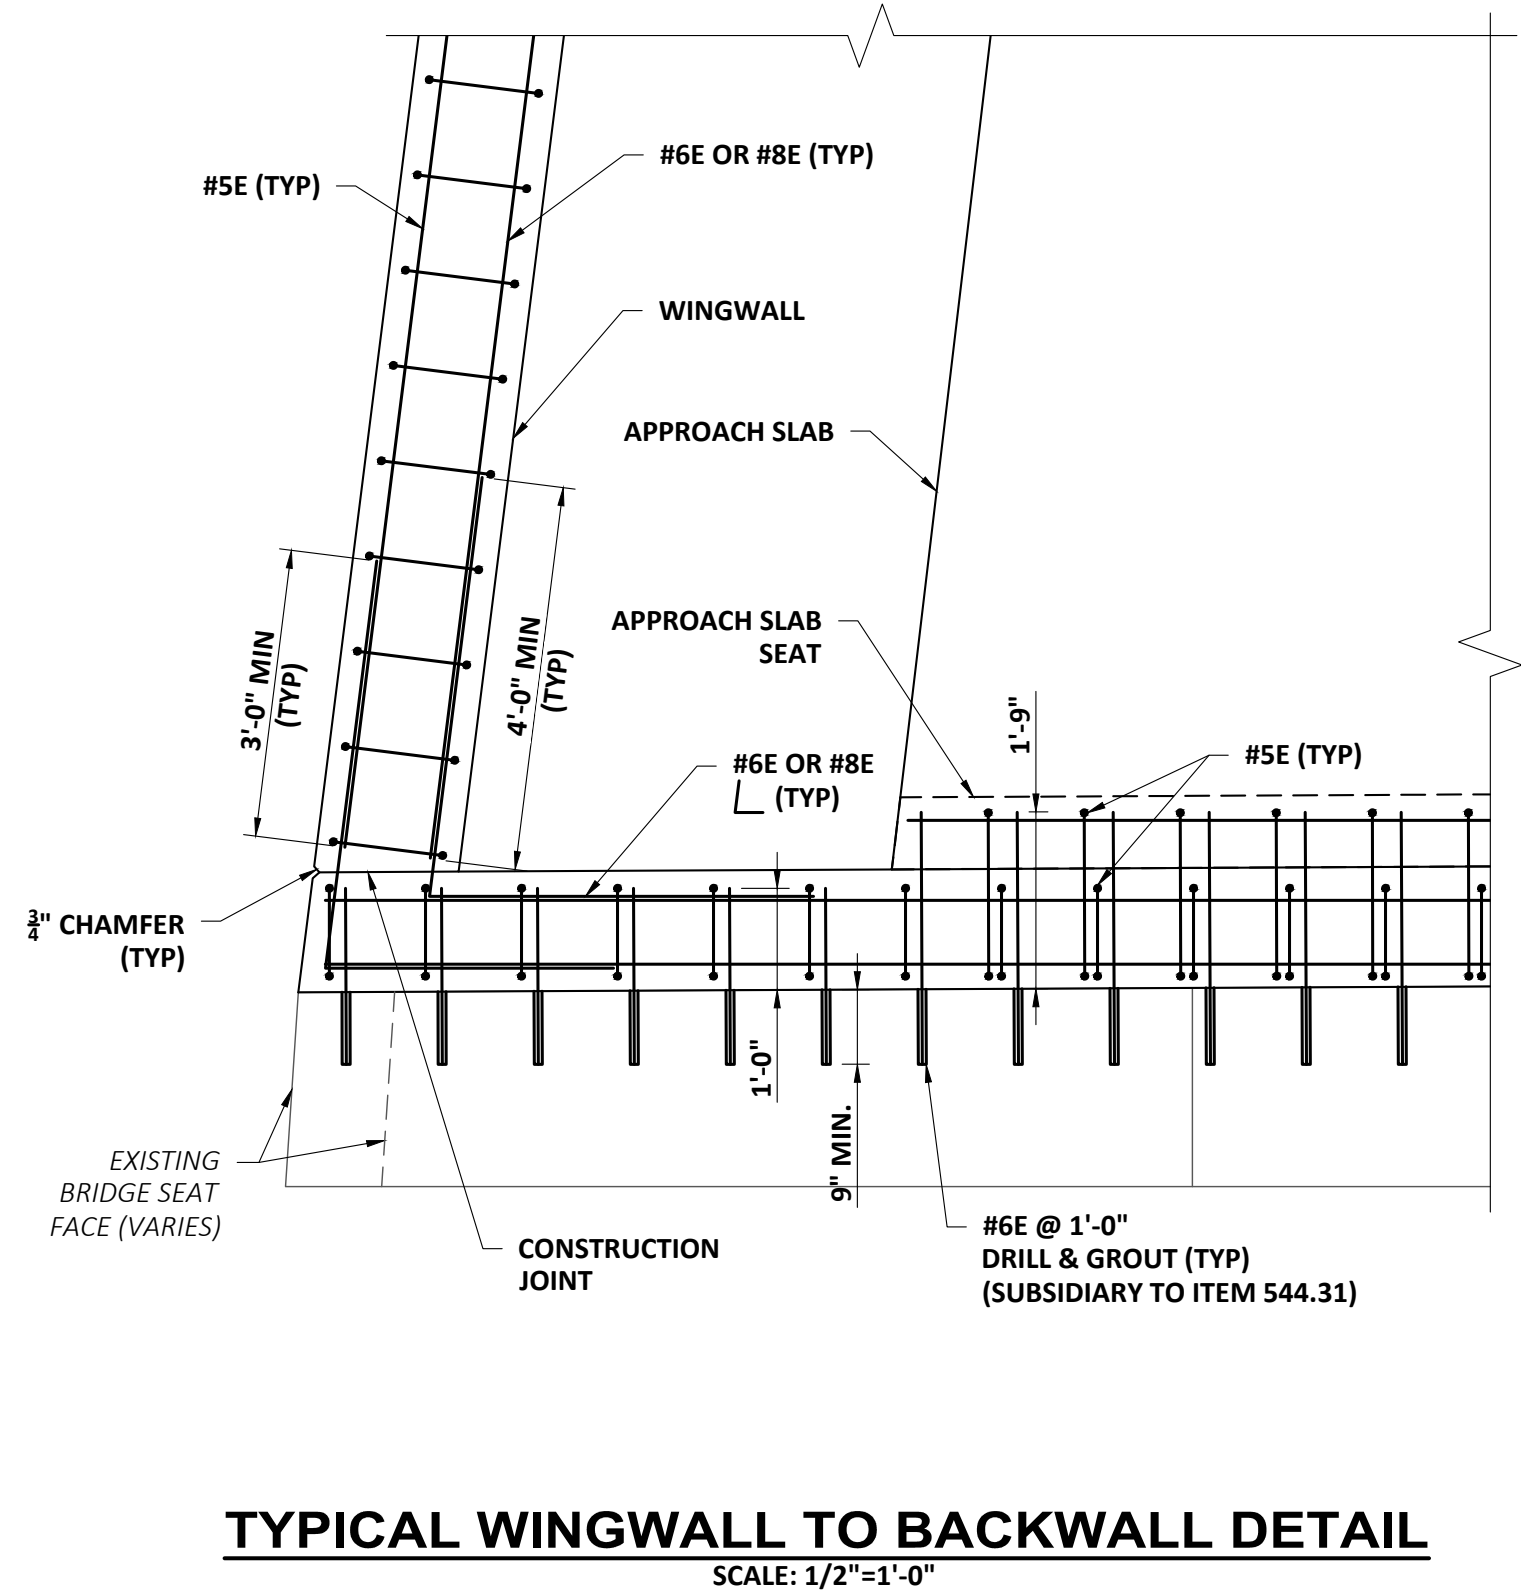 #6E OR #8E (TYP)
#5E (TYP)
WINGWALL
APPROACH SLAB
APPROACH SLAB
SEAT
3'-0" MIN
(TYP)
4'-0" MIN
(TYP)
1'-9"
#5E (TYP)
#6E OR #8E
(TYP)
3/4" CHAMFER
(TYP)
1'-0"
9" MIN.
EXISTING
BRIDGE SEAT
FACE (VARIES)
CONSTRUCTION
JOINT
#6E @ 1'-0"
DRILL & GROUT (TYP)
(SUBSIDIARY TO ITEM 544.31)
TYPICAL WINGWALL TO BACKWALL DETAIL
SCALE: 1/2"=1'-0"